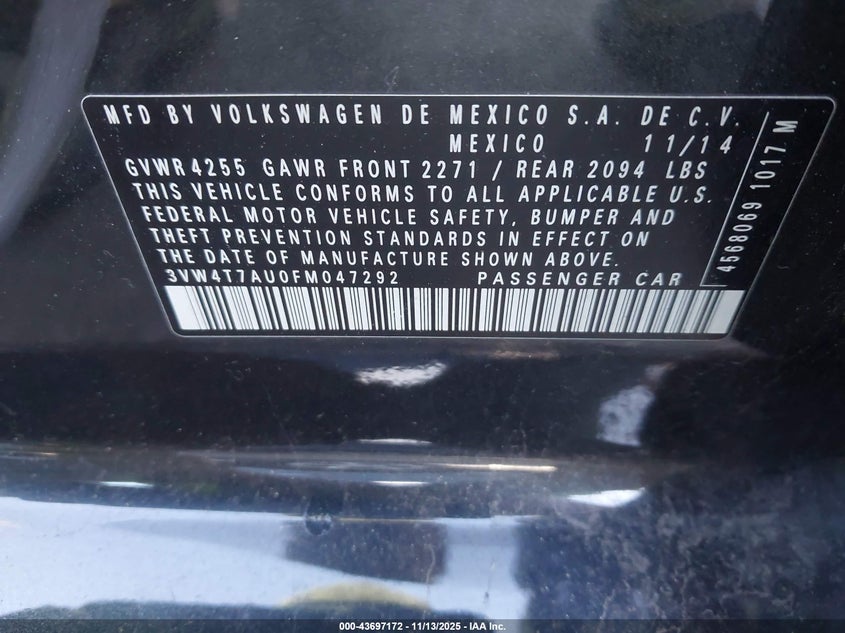 MFD BY VOLKSWAGEN DE MEXICO S.A. DE C.V.
MEXICO 11/14
GVWR 4255 GAWR FRONT 2271 / REAR 2094 LBS
THIS VEHICLE CONFORMS TO ALL APPLICABLE U.S.
FEDERAL MOTOR VEHICLE SAFETY, BUMPER AND
THEFT PREVENTION STANDARDS IN EFFECT ON
THE DATE OF MANUFACTURE SHOWN ABOVE.
3VW4T7AU0FM047292 PASSENGER CAR
4568069 1017 M
000-43697172 - 11/13/2025 - IAA Inc.